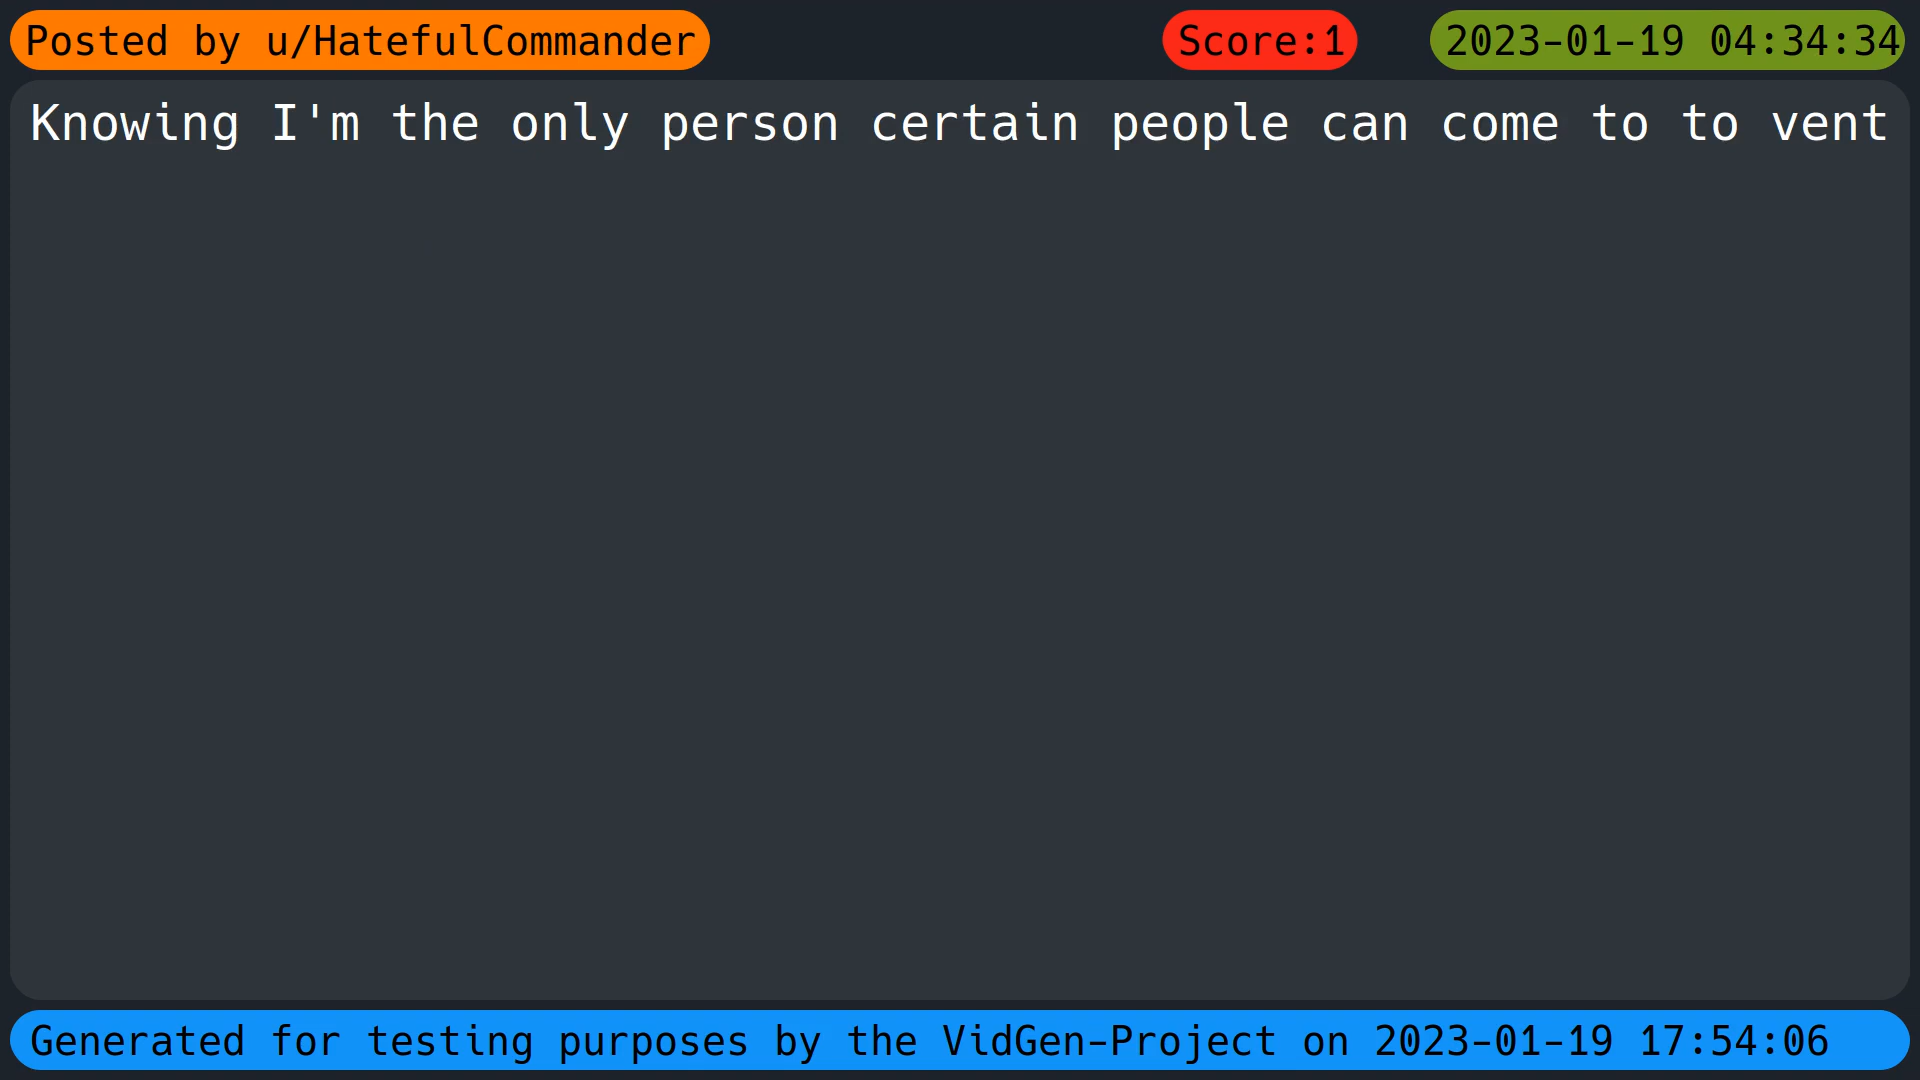 Posted by u/HatefulCommander Score:1 2023-01-19 04:34:34
Knowing I'm the only person certain people can come to to vent
Generated for testing purposes by the VidGen-Project on 2023-01-19 17:54:06